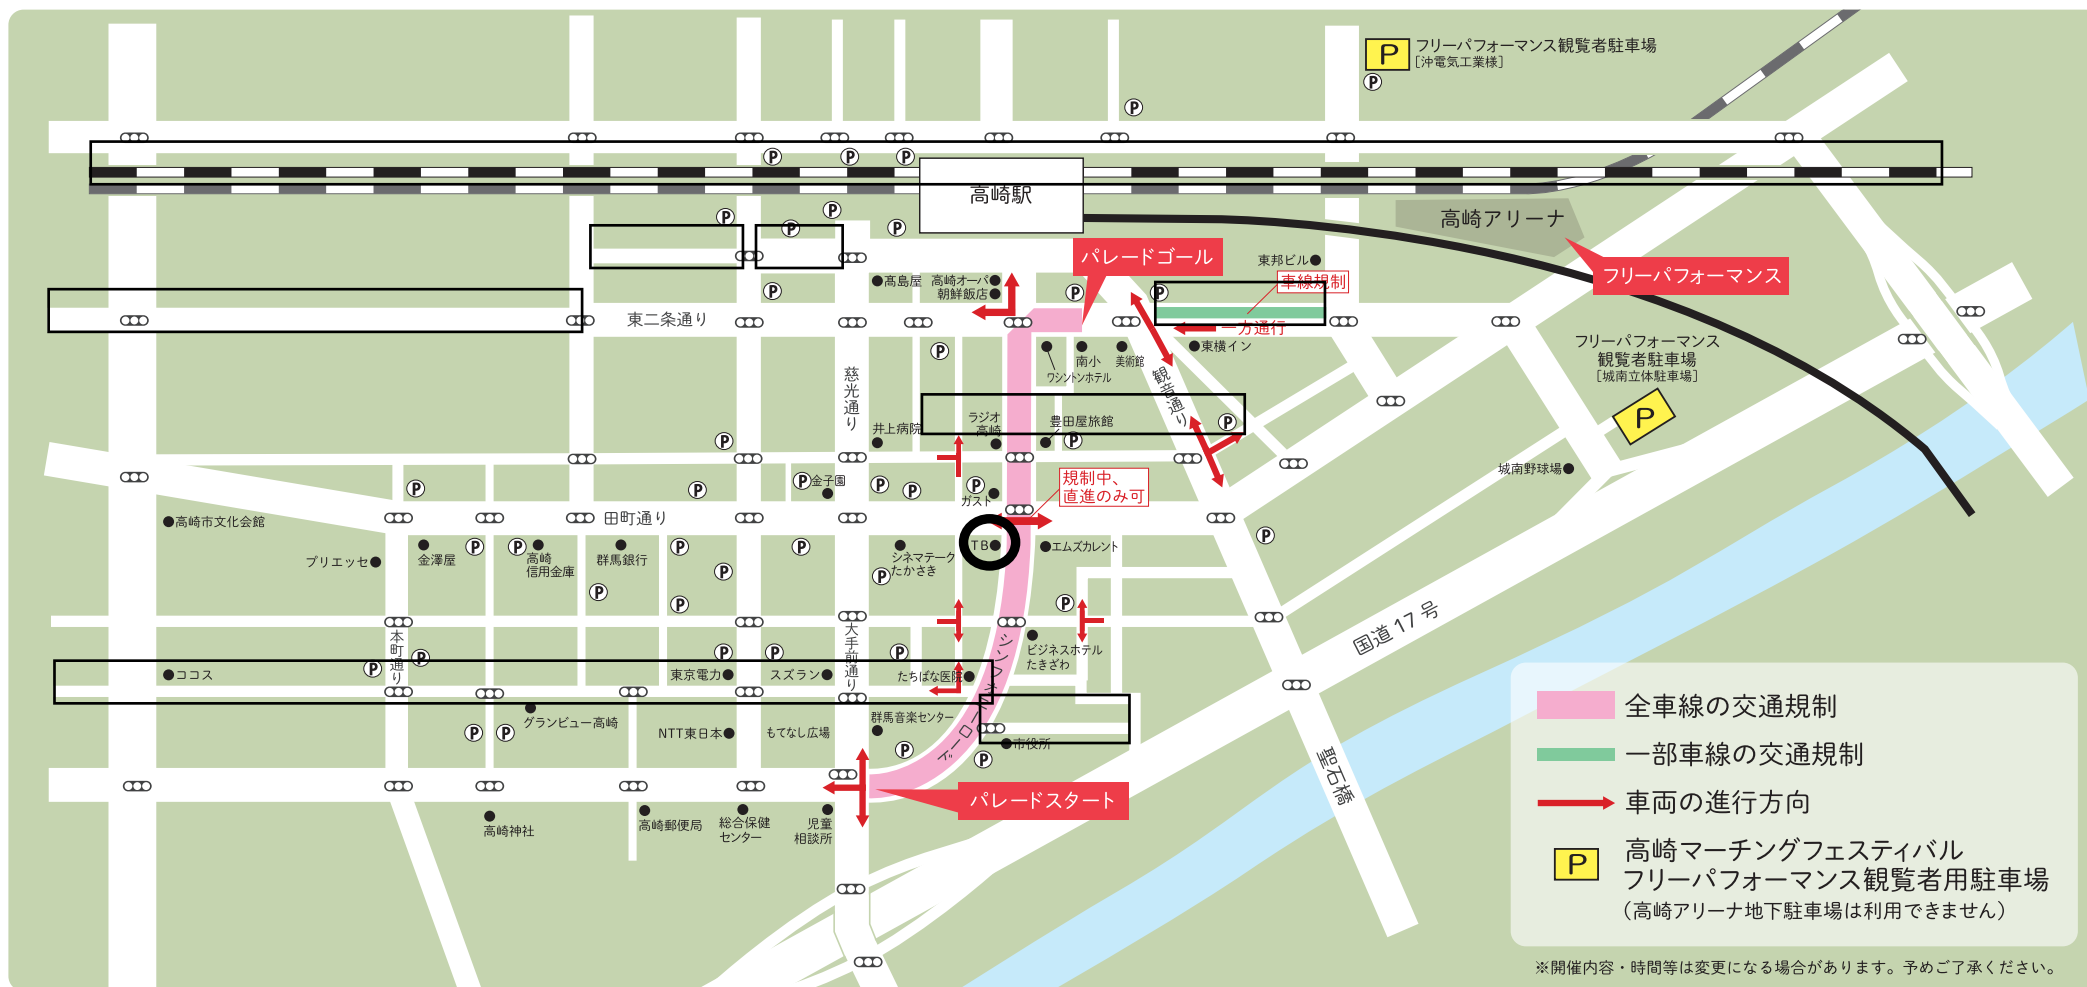 フリーパフォーマンス観覧者駐車場
[沖電気工業様]
P
高崎駅
高崎アリーナ
パレードゴール
フリーパフォーマンス
東邦ビル
車線規制
一方通行
髙島屋
高崎オーパ
朝鮮飯店
東二条通り
ワシントンホテル
南小
美術館
東横イン
フリーパフォーマンス
観覧者駐車場
[城南立体駐車場]
P
慈光通り
観音通り
井上病院
ラジオ
高崎
豊田屋旅館
規制中、
直進のみ可
金子園
ガスト
城南野球場
高崎市文化会館
田町通り
プリエッセ
金澤屋
高崎
信用金庫
群馬銀行
シネマテーク
たかさき
TB
エムズカレント
本町通り
大手前通り
シンフォニーロード
ビジネスホテル
たきざわ
国道17号
ココス
東京電力
スズラン
たちばな医院
グランビュー高崎
NTT東日本
もてなし広場
群馬音楽センター
市役所
聖石橋
パレードスタート
高崎神社
高崎郵便局
総合保健
センター
児童
相談所
全車線の交通規制
一部車線の交通規制
車両の進行方向
P
高崎マーチングフェスティバル
フリーパフォーマンス観覧者用駐車場
(高崎アリーナ地下駐車場は利用できません)
※開催内容・時間等は変更になる場合があります。予めご了承ください。